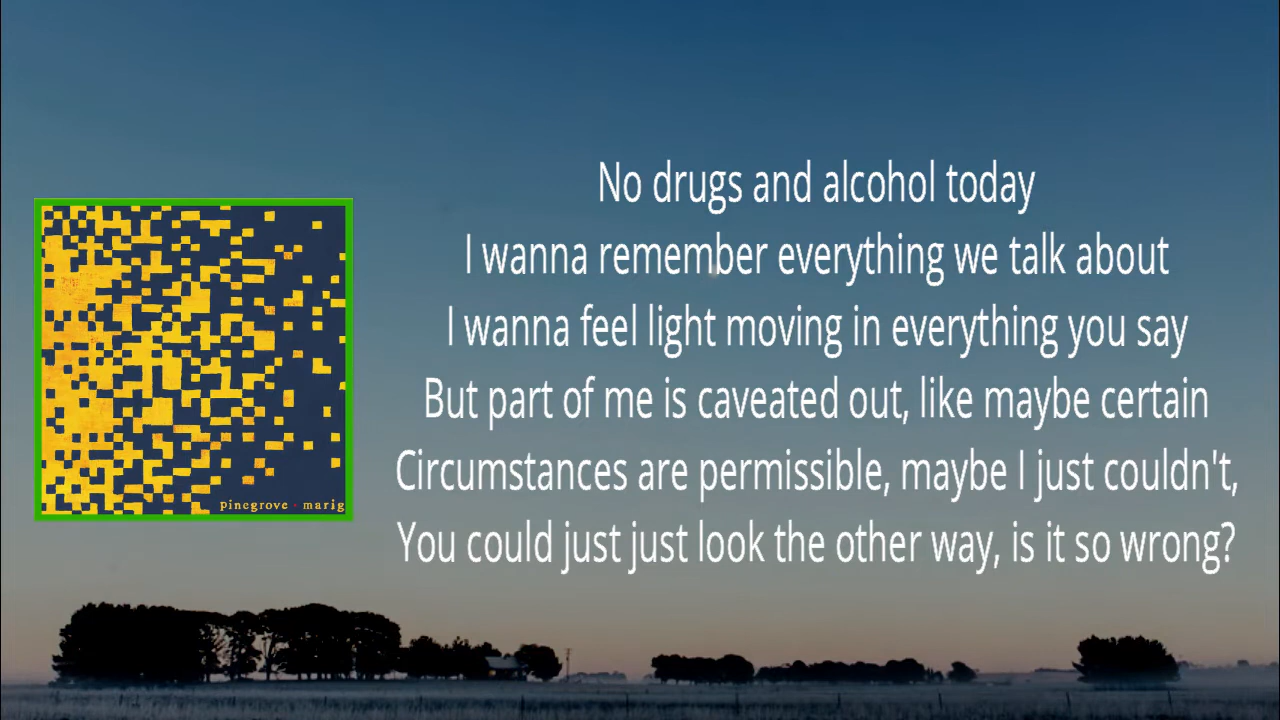 No drugs and alcohol today
I wanna remember everything we talk about
I wanna feel light moving in everything you say
But part of me is caveated out, like maybe certain
Circumstances are permissible, maybe I just couldn't,
You could just just look the other way, is it so wrong?
pinegrove · marig